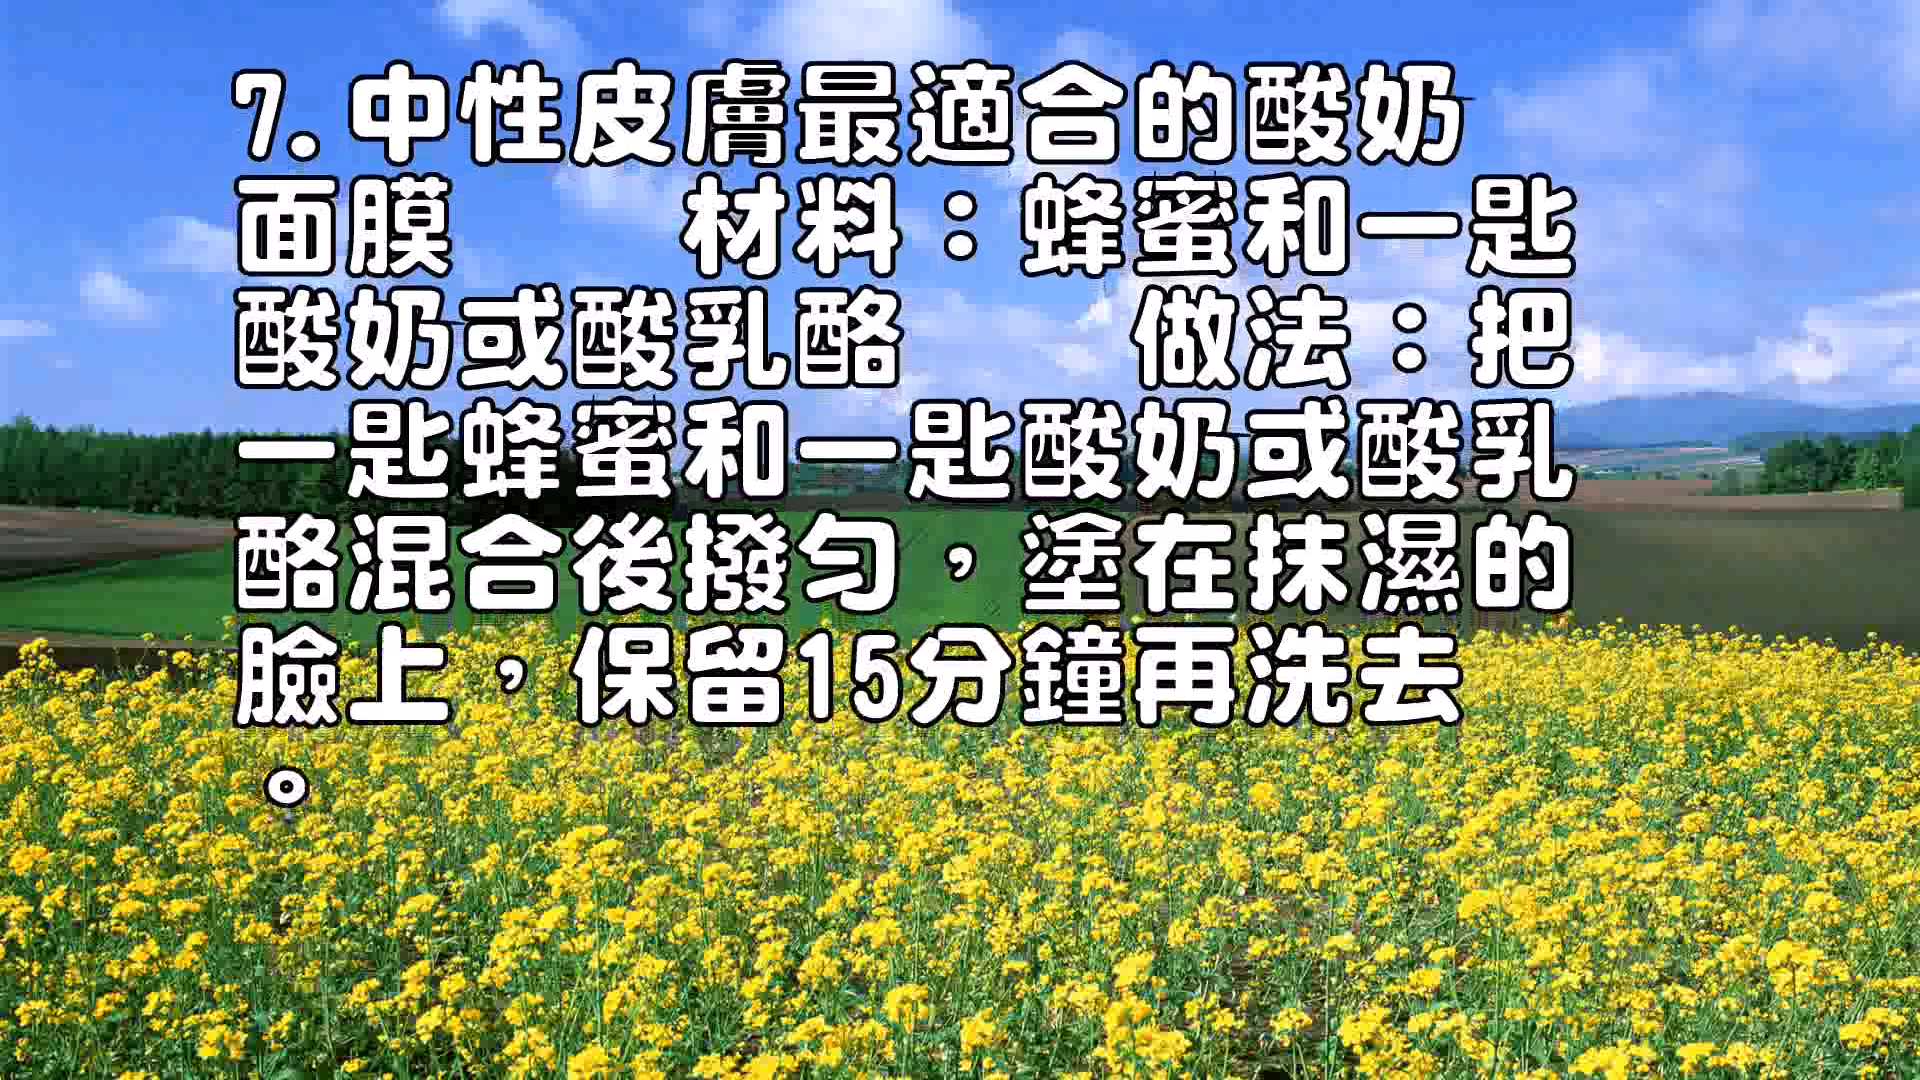 7.中性皮膚最適合的酸奶
面膜　　材料：蜂蜜和一匙
酸奶或酸乳酪　　做法：把
一匙蜂蜜和一匙酸奶或酸乳
酪混合後撥勻，塗在抹濕的
臉上，保留15分鐘再洗去
。